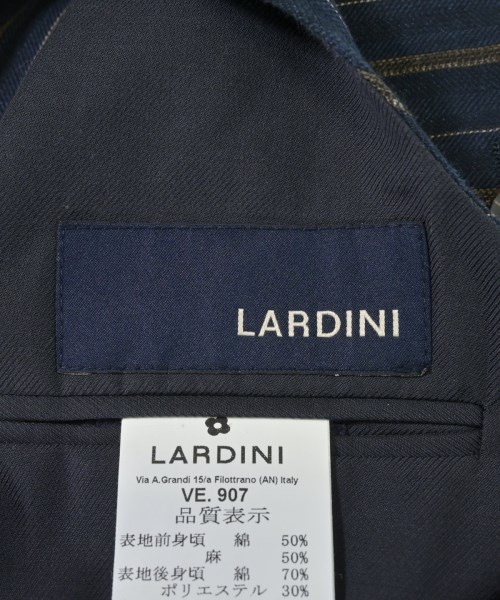 LARDINI
LARDINI
Via A.Grandi 15/a Filottrano (AN) Italy
VE. 907
品質表示
表地前身頃 綿 50%
麻 50%
表地後身頃 綿 70%
ポリエステル 30%